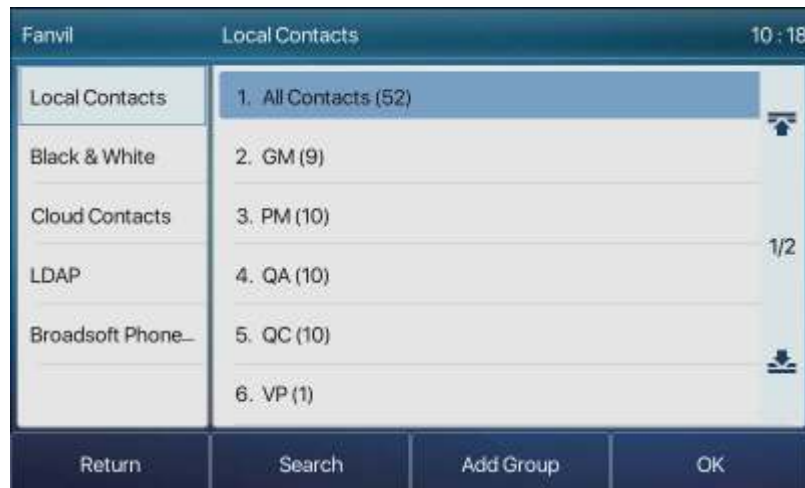 Fanvil Local Contacts 10 : 18
Local Contacts
Black & White
Cloud Contacts
LDAP
Broadsoft Phone...
1. All Contacts (52)
2. GM (9)
3. PM (10)
4. QA (10)
5. QC (10)
6. VP (1)
1/2
Return Search Add Group OK